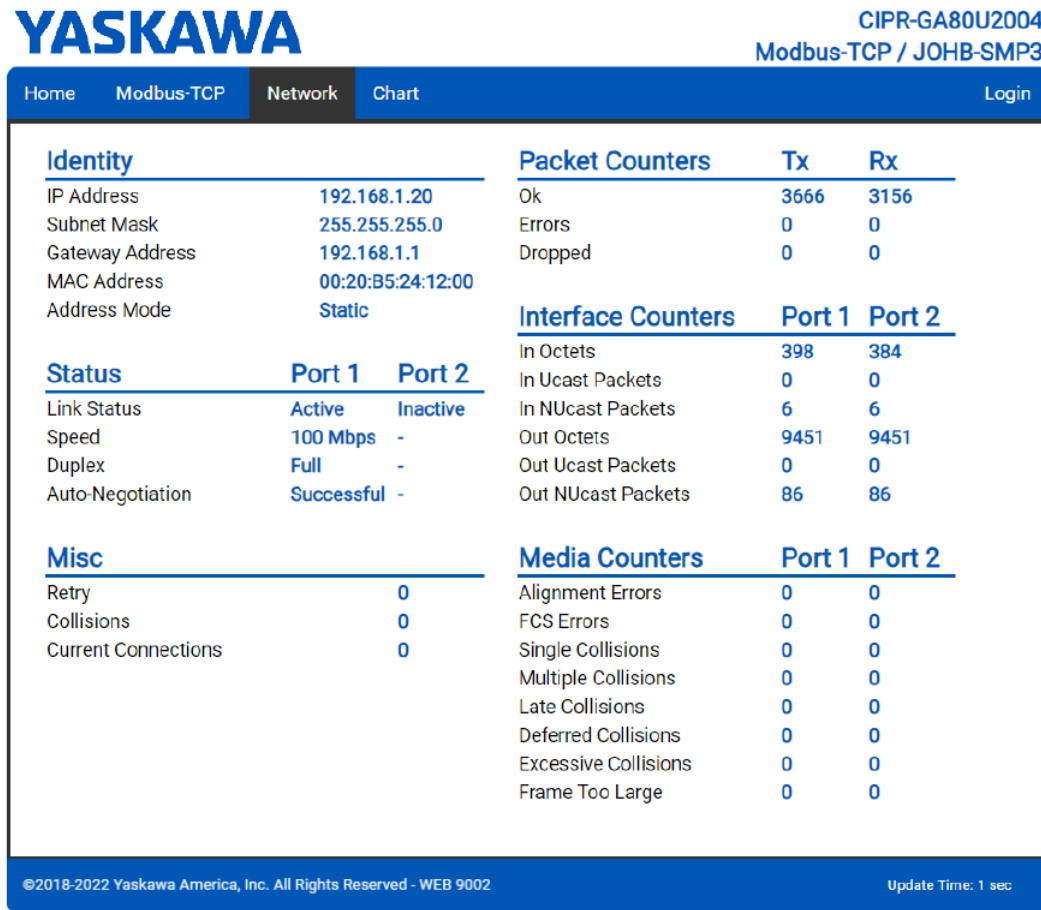 YASKAWA
CIPR-GA80U2004
Modbus-TCP / JOHB-SMP3
Home Modbus-TCP Network Chart Login
Identity
IP Address 192.168.1.20
Subnet Mask 255.255.255.0
Gateway Address 192.168.1.1
MAC Address 00:20:B5:24:12:00
Address Mode Static
Status Port 1 Port 2
Link Status Active Inactive
Speed 100 Mbps -
Duplex Full -
Auto-Negotiation Successful -
Misc
Retry 0
Collisions 0
Current Connections 0
Packet Counters Tx Rx
Ok 3666 3156
Errors 0 0
Dropped 0 0
Interface Counters Port 1 Port 2
In Octets 398 384
In Ucast Packets 0 0
In NUcast Packets 6 6
Out Octets 9451 9451
Out Ucast Packets 0 0
Out NUcast Packets 86 86
Media Counters Port 1 Port 2
Alignment Errors 0 0
FCS Errors 0 0
Single Collisions 0 0
Multiple Collisions 0 0
Late Collisions 0 0
Deferred Collisions 0 0
Excessive Collisions 0 0
Frame Too Large 0 0
©2018-2022 Yaskawa America, Inc. All Rights Reserved - WEB 9002 Update Time: 1 sec